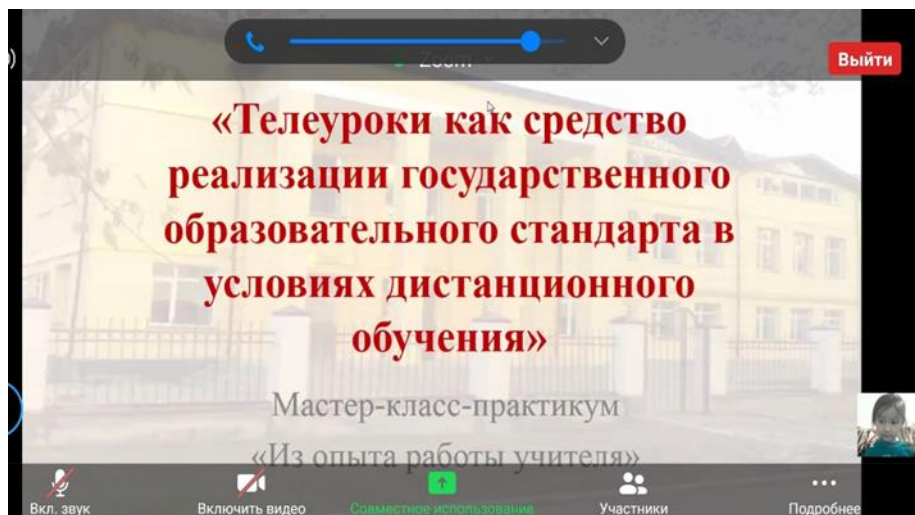 Zoom
Выйти
«Телеуроки как средство
реализации государственного
образовательного стандарта в
условиях дистанционного
обучения»
Мастер-класс-практикум
«Из опыта работы учителя»
Вкл. звук
Включить видео
Совместное использование
Участники
Подробнее